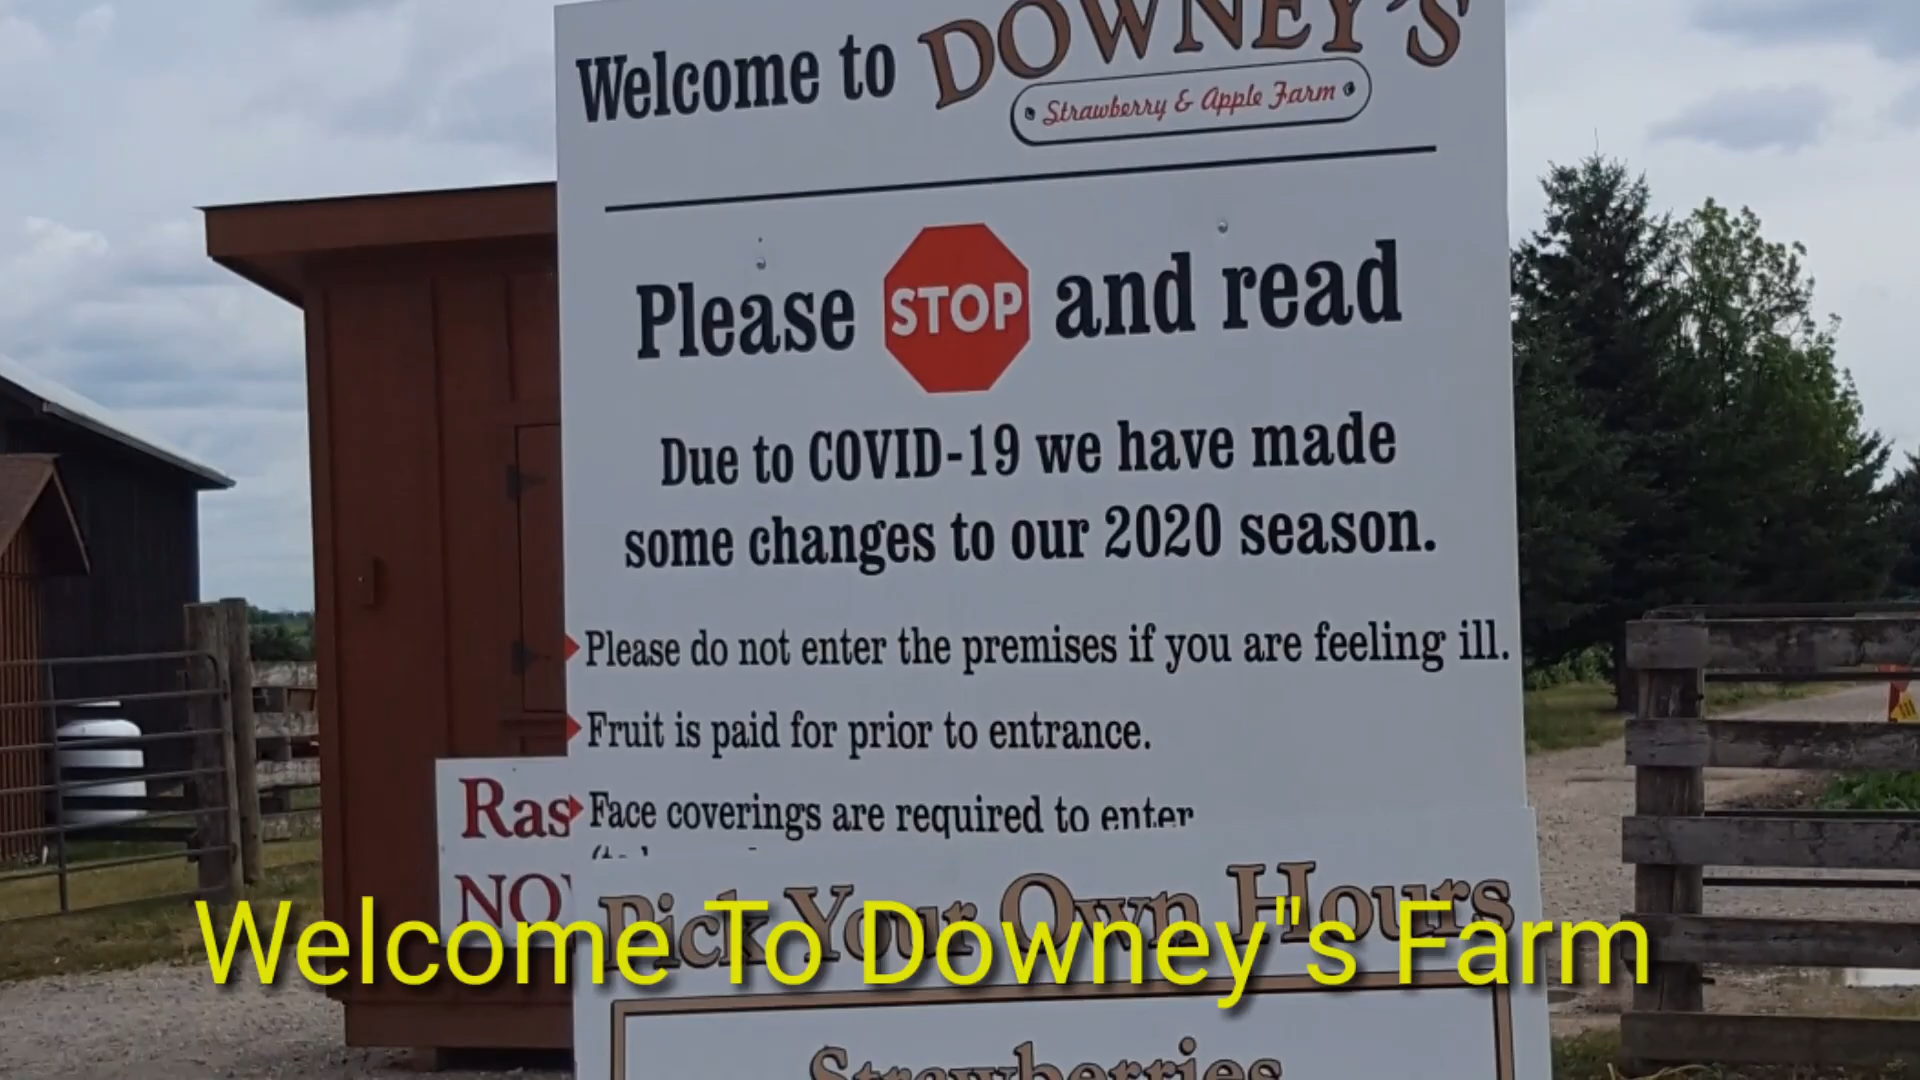 Welcome to DOWNEY'S
Strawberry & Apple Farm
Please STOP and read
Due to COVID-19 we have made
some changes to our 2020 season.
Please do not enter the premises if you are feeling ill.
Fruit is paid for prior to entrance.
Face coverings are required to enter
Ras
NO
Pick Your Own Hours
Welcome To Downey"s Farm
Strawberries